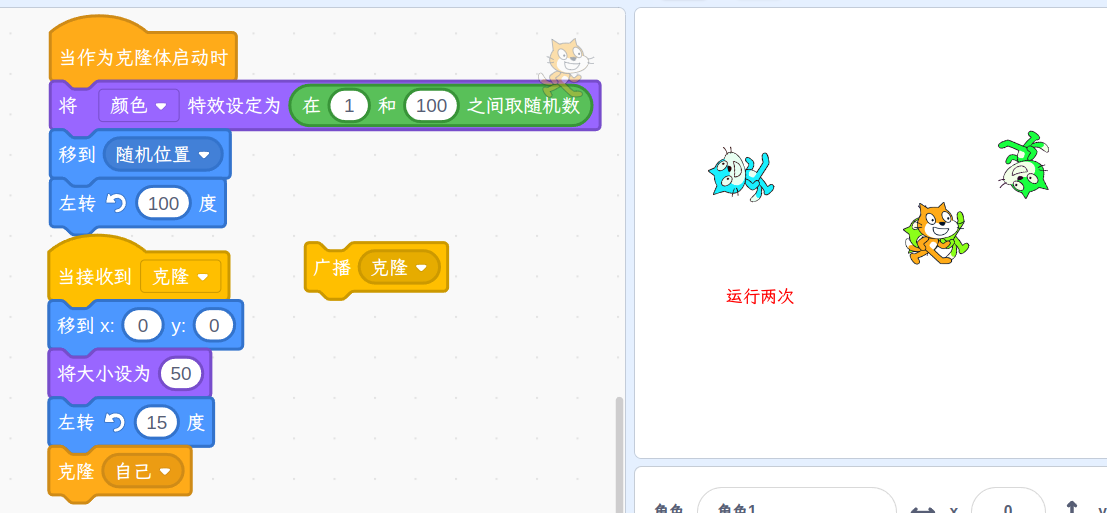 当作为克隆体启动时
将 颜色 特效设定为 在 1 和 100 之间取随机数
移到 随机位置
左转 100 度
当接收到 克隆
广播 克隆
移到 x: 0 y: 0
将大小设为 50
左转 15 度
克隆 自己
运行两次
角色 角色1 x 0 y